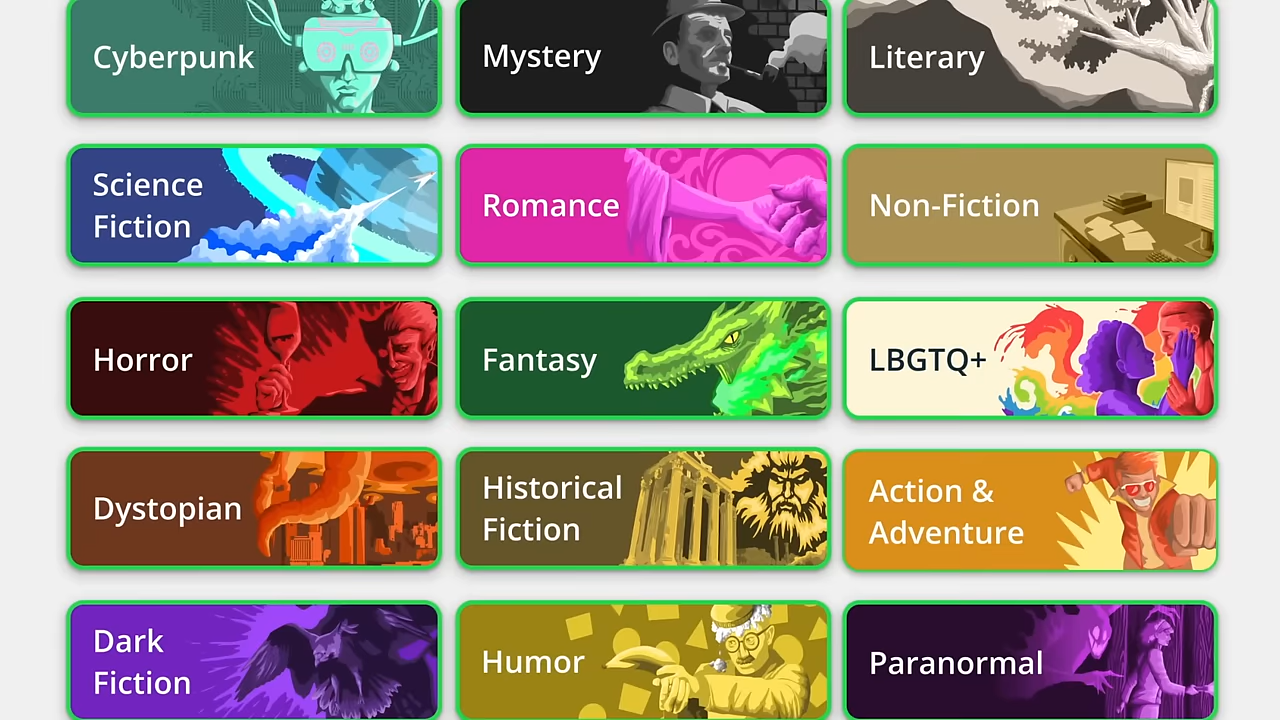 Cyberpunk
Mystery
Literary
Science
Fiction
Romance
Non-Fiction
Horror
Fantasy
LBGTQ+
Dystopian
Historical
Fiction
Action &
Adventure
Dark
Fiction
Humor
Paranormal